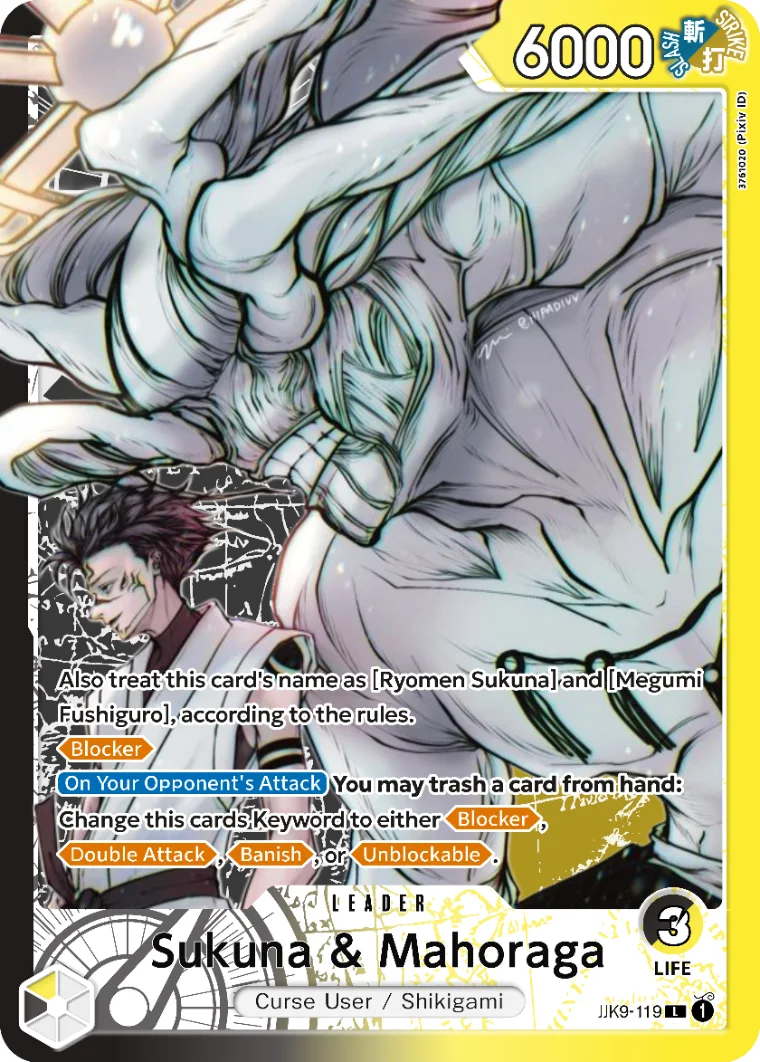 6000
斬
打
SLASH
STRIKE
3761020 (Pixiv ID)
@NIPADIVV
Also treat this card's name as [Ryomen Sukuna] and [Megumi
Fushiguro], according to the rules.
Blocker
On Your Opponent's Attack You may trash a card from hand:
Change this cards Keyword to either Blocker,
Double Attack, Banish, or Unblockable.
LEADER
3
LIFE
Sukuna & Mahoraga
Curse User / Shikigami
JJK9-119 L 1